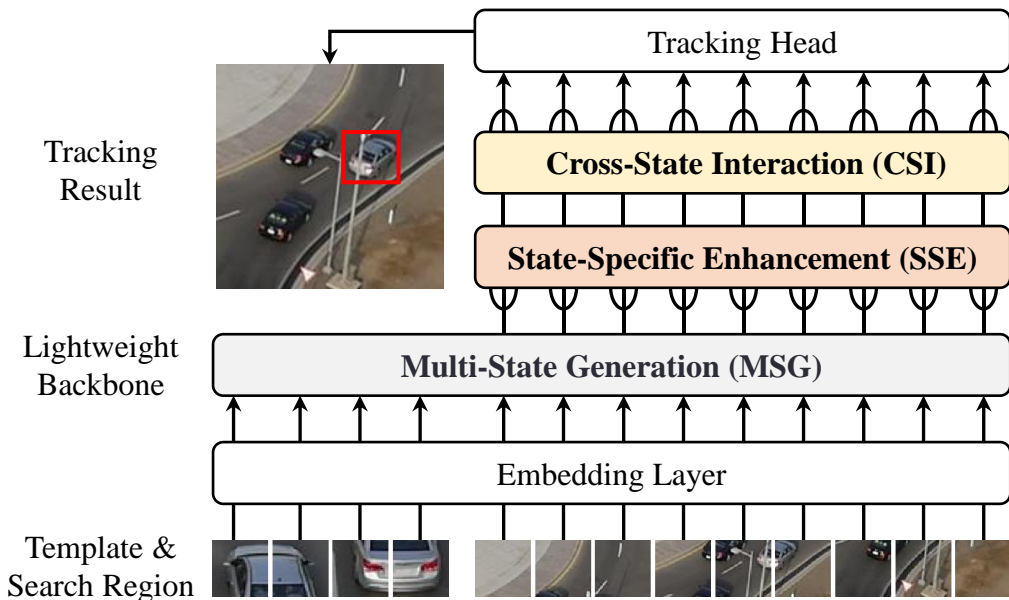 Tracking Head
Tracking
Result
Cross-State Interaction (CSI)
State-Specific Enhancement (SSE)
Lightweight
Backbone
Multi-State Generation (MSG)
Embedding Layer
Template &
Search Region